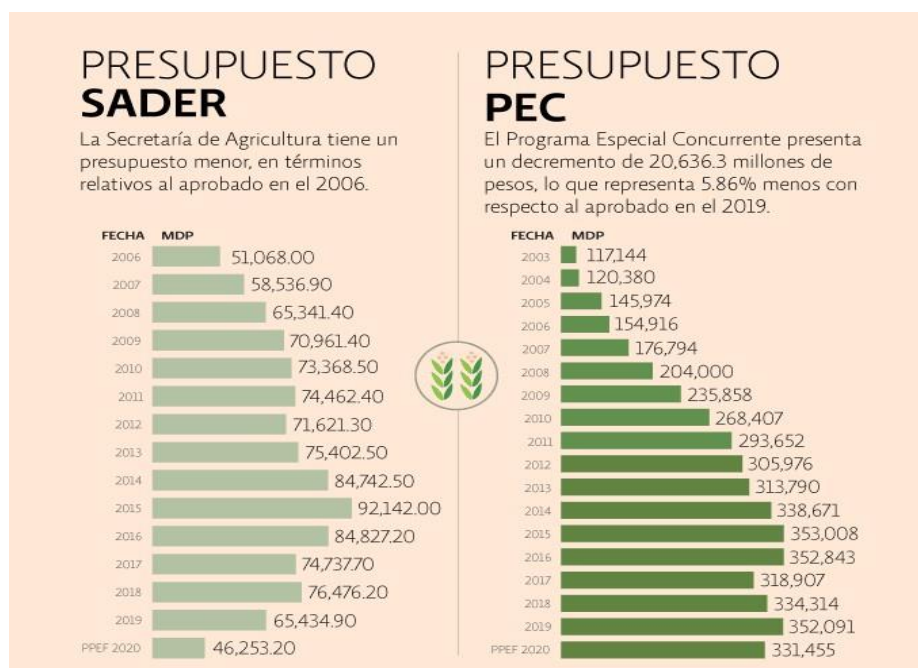 PRESUPUESTO
SADER
La Secretaría de Agricultura tiene un
presupuesto menor, en términos
relativos al aprobado en el 2006.
FECHA MDP
2006 51,068.00
2007 58,536.90
2008 65,341.40
2009 70,961.40
2010 73,368.50
2011 74,462.40
2012 71,621.30
2013 75,402.50
2014 84,742.50
2015 92,142.00
2016 84,827.20
2017 74,737.70
2018 76,476.20
2019 65,434.90
PPEF 2020 46,253.20
PRESUPUESTO
PEC
El Programa Especial Concurrente presenta
un decremento de 20,636.3 millones de
pesos, lo que representa 5.86% menos con
respecto al aprobado en el 2019.
FECHA MDP
2003 117,144
2004 120,380
2005 145,974
2006 154,916
2007 176,794
2008 204,000
2009 235,858
2010 268,407
2011 293,652
2012 305,976
2013 313,790
2014 338,671
2015 353,008
2016 352,843
2017 318,907
2018 334,314
2019 352,091
PPEF 2020 331,455